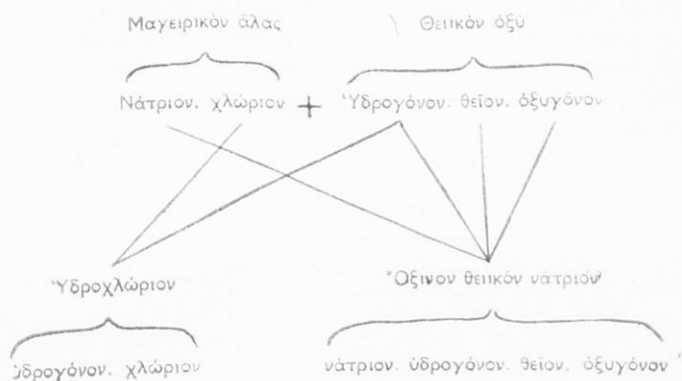 Μαγειρικὸν ἅλας Θειικὸν ὀξὺ
Νάτριον. χλώριον + Ὑδρογόνον. θεῖον. ὀξυγόνον
Ὑδροχλώριον Ὄξινον θειικὸν νάτριον
ὑδρογόνον. χλώριον νάτριον. ὑδρογόνον. θεῖον. ὀξυγόνον